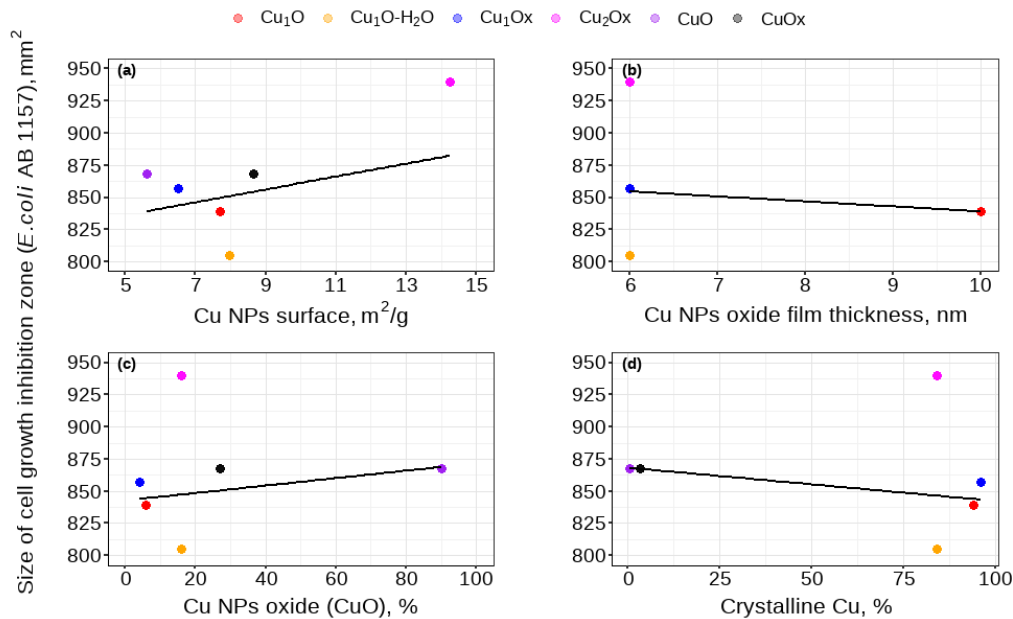 Cu₁O Cu₁O-H₂O Cu₁Ox Cu₂Ox CuO CuOx
Size of cell growth inhibition zone (E.coli AB 1157), mm²
(a)
950
925
900
875
850
825
800
5 7 9 11 13 15
Cu NPs surface, m²/g
(b)
950
925
900
875
850
825
800
6 7 8 9 10
Cu NPs oxide film thickness, nm
(c)
950
925
900
875
850
825
800
0 20 40 60 80 100
Cu NPs oxide (CuO), %
(d)
950
925
900
875
850
825
800
0 25 50 75 100
Crystalline Cu, %